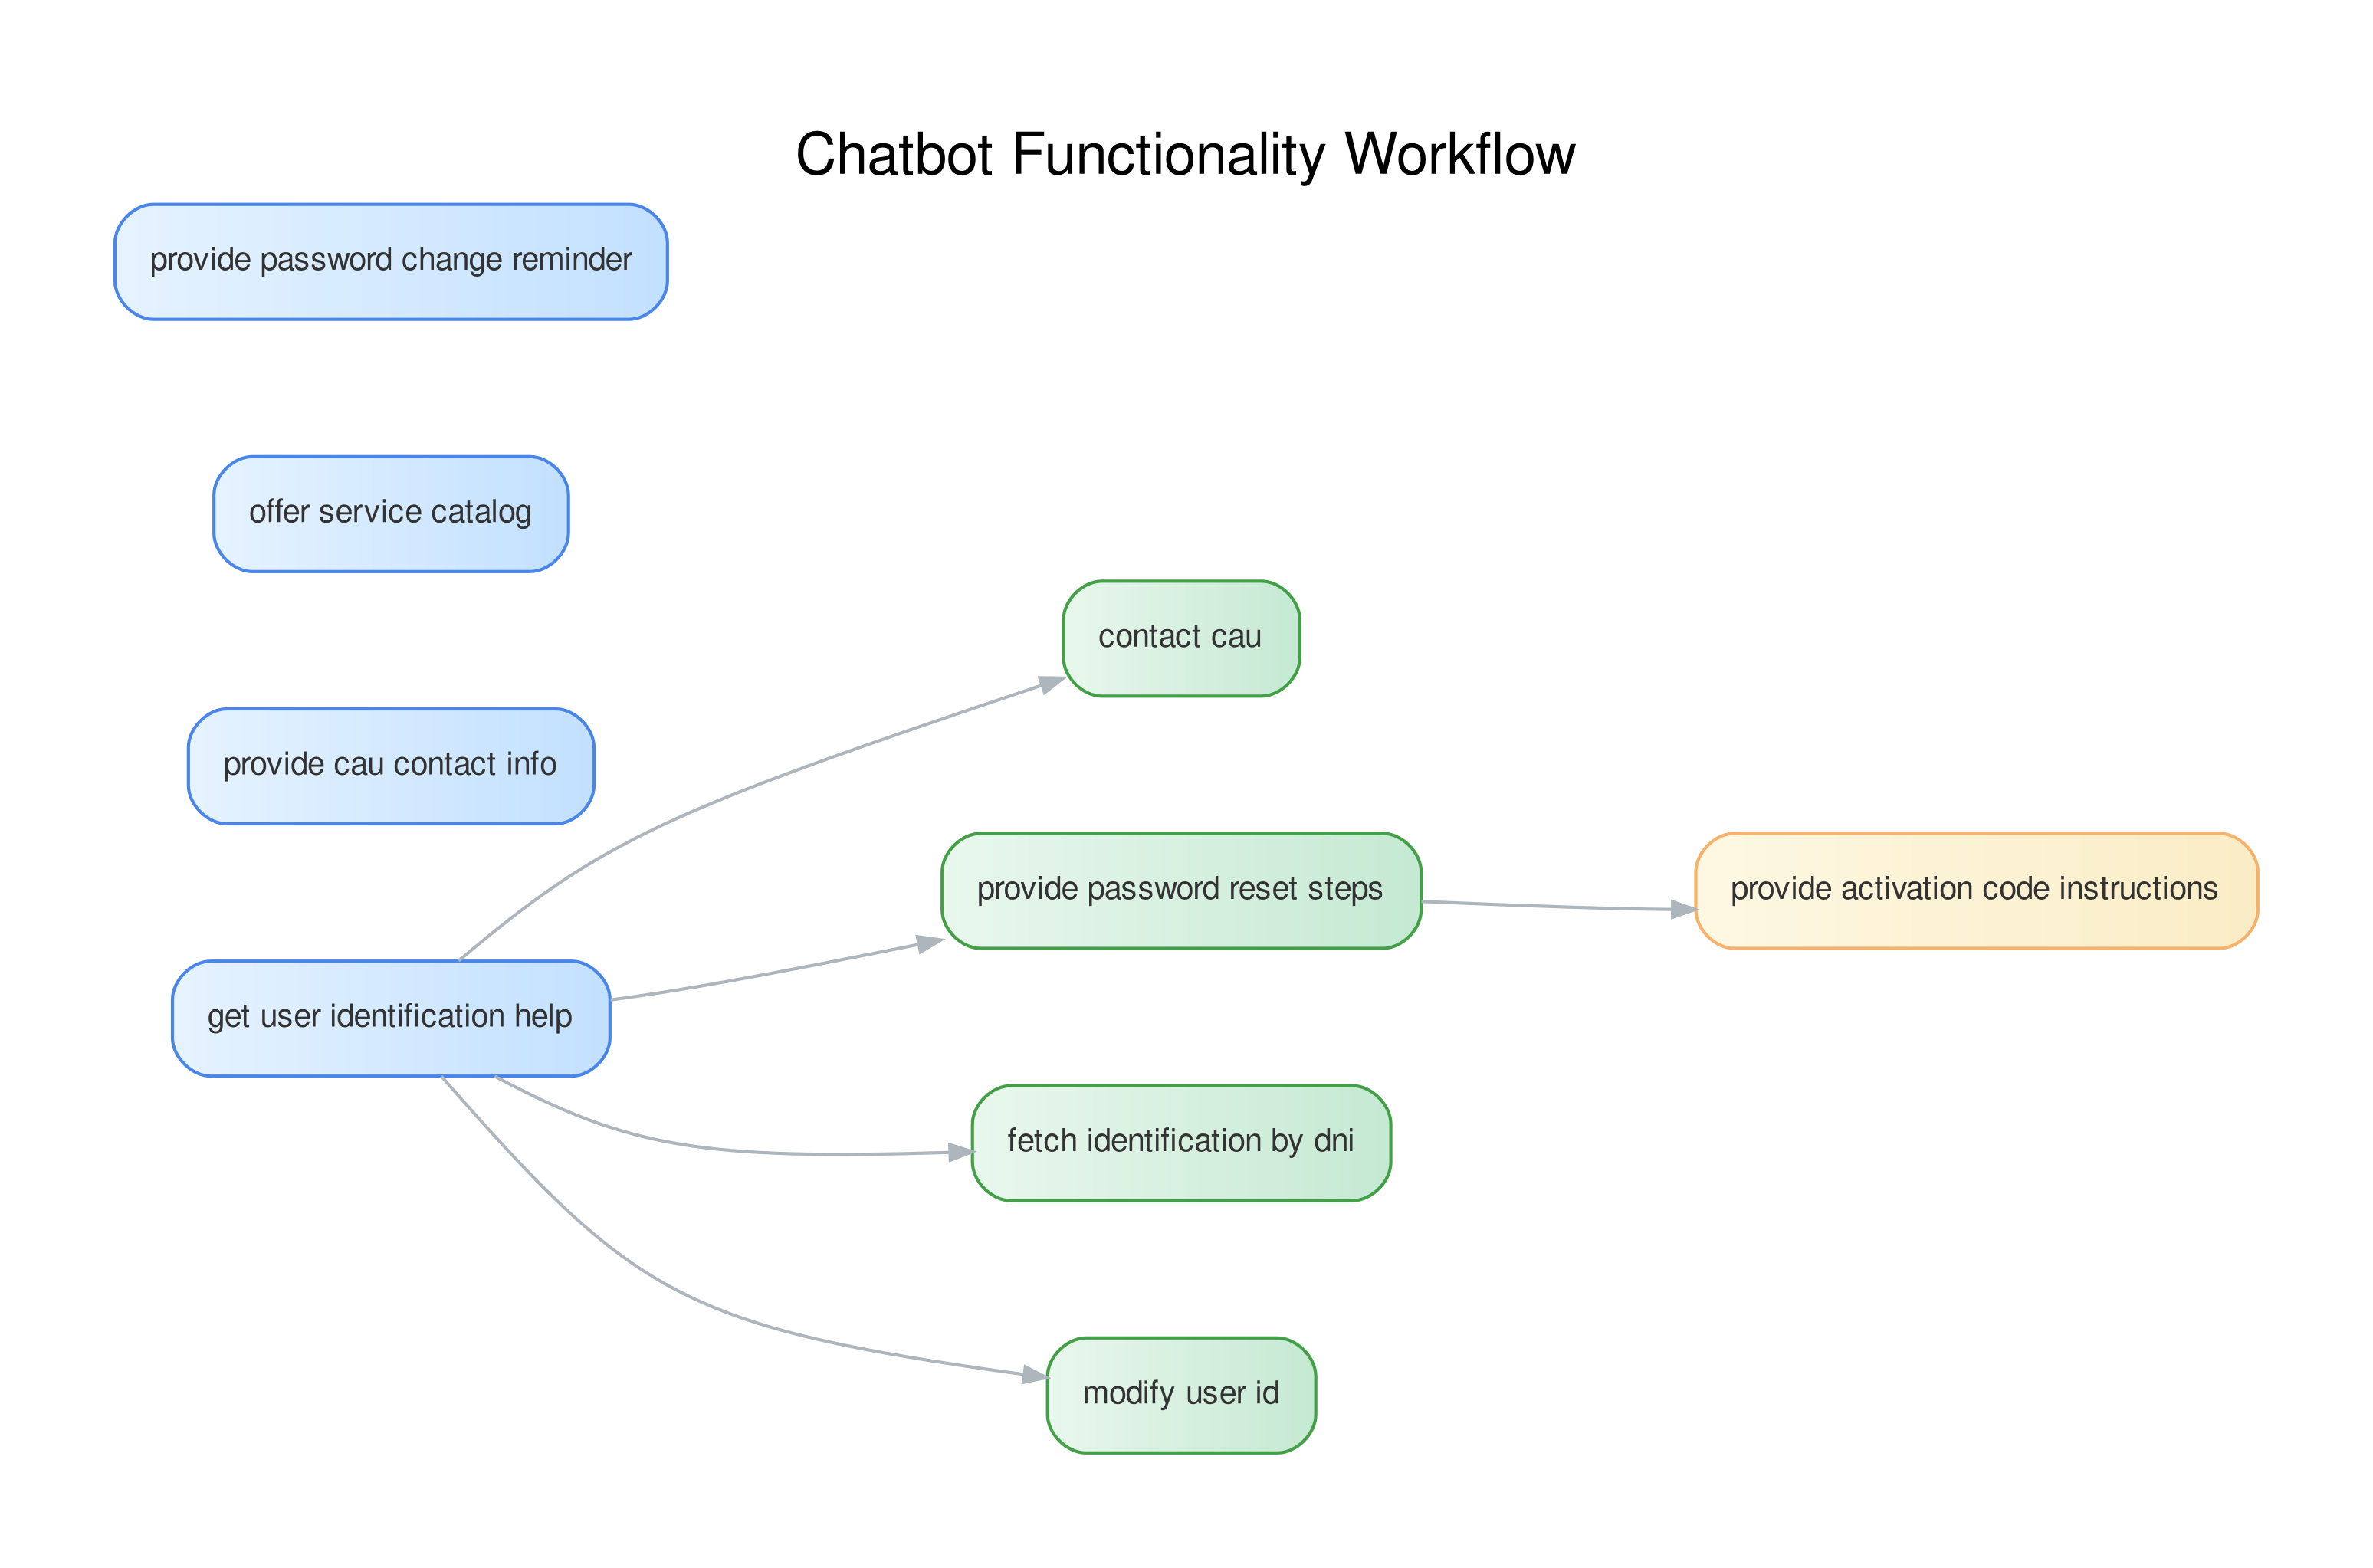 Chatbot Functionality Workflow
provide password change reminder
offer service catalog
contact cau
provide cau contact info
provide password reset steps
provide activation code instructions
get user identification help
fetch identification by dni
modify user id